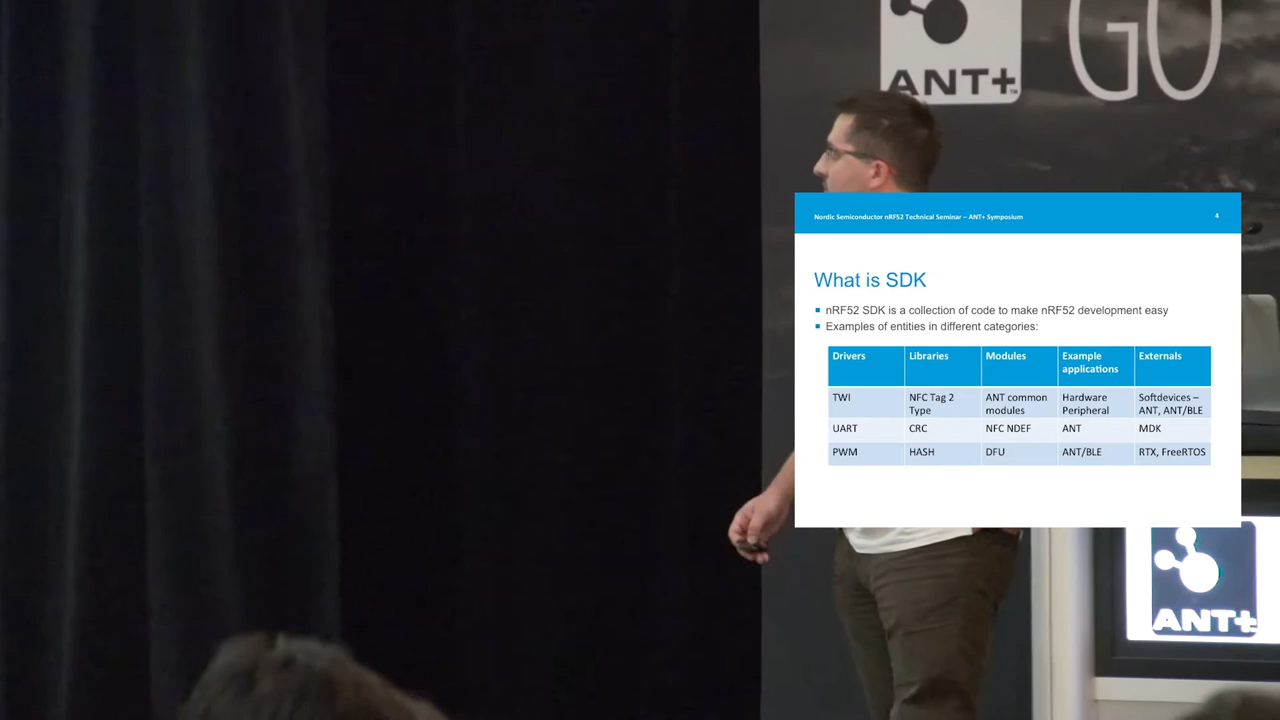 ANT+
GO
Nordic Semiconductor nRF52 Technical Seminar – ANT+ Symposium 4
What is SDK
nRF52 SDK is a collection of code to make nRF52 development easy
Examples of entities in different categories:
Drivers Libraries Modules Example applications Externals
TWI NFC Tag 2 Type ANT common modules Hardware Peripheral Softdevices – ANT, ANT/BLE
UART CRC NFC NDEF ANT MDK
PWM HASH DFU ANT/BLE RTX, FreeRTOS
ANT+